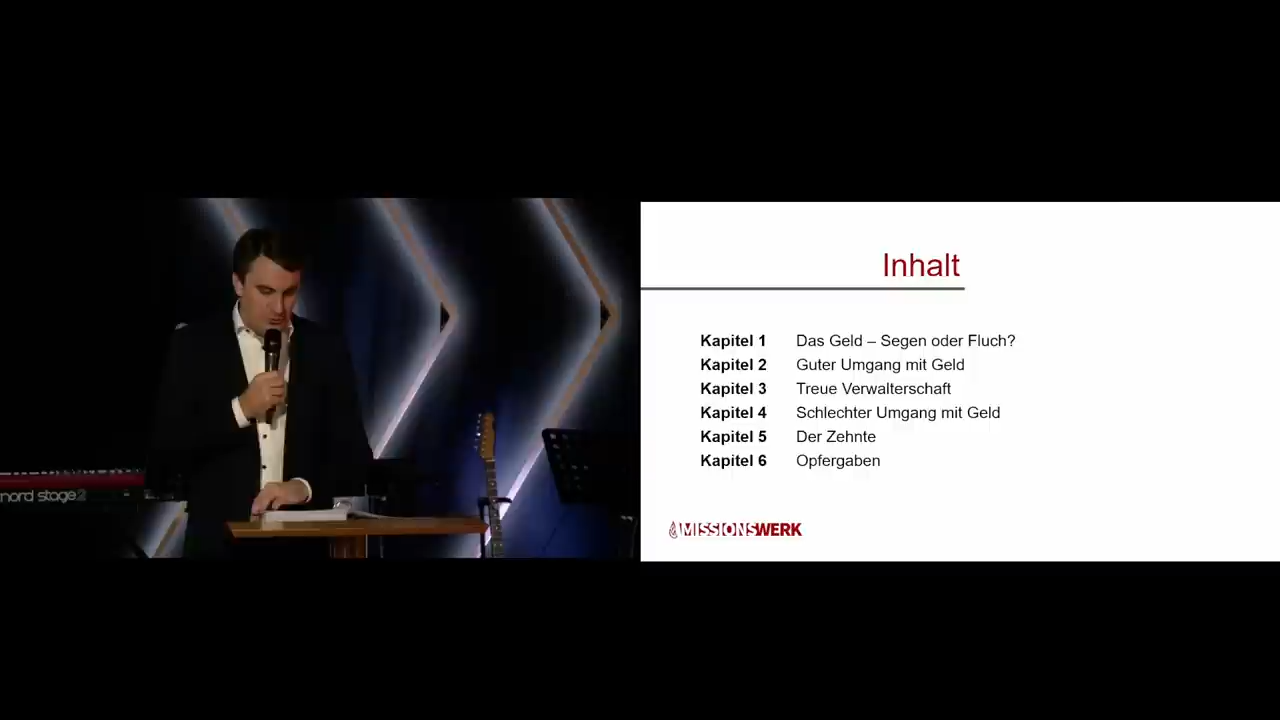 nord stage 2
Inhalt
Kapitel 1 Das Geld – Segen oder Fluch?
Kapitel 2 Guter Umgang mit Geld
Kapitel 3 Treue Verwalterschaft
Kapitel 4 Schlechter Umgang mit Geld
Kapitel 5 Der Zehnte
Kapitel 6 Opfergaben
MISSIONSWERK